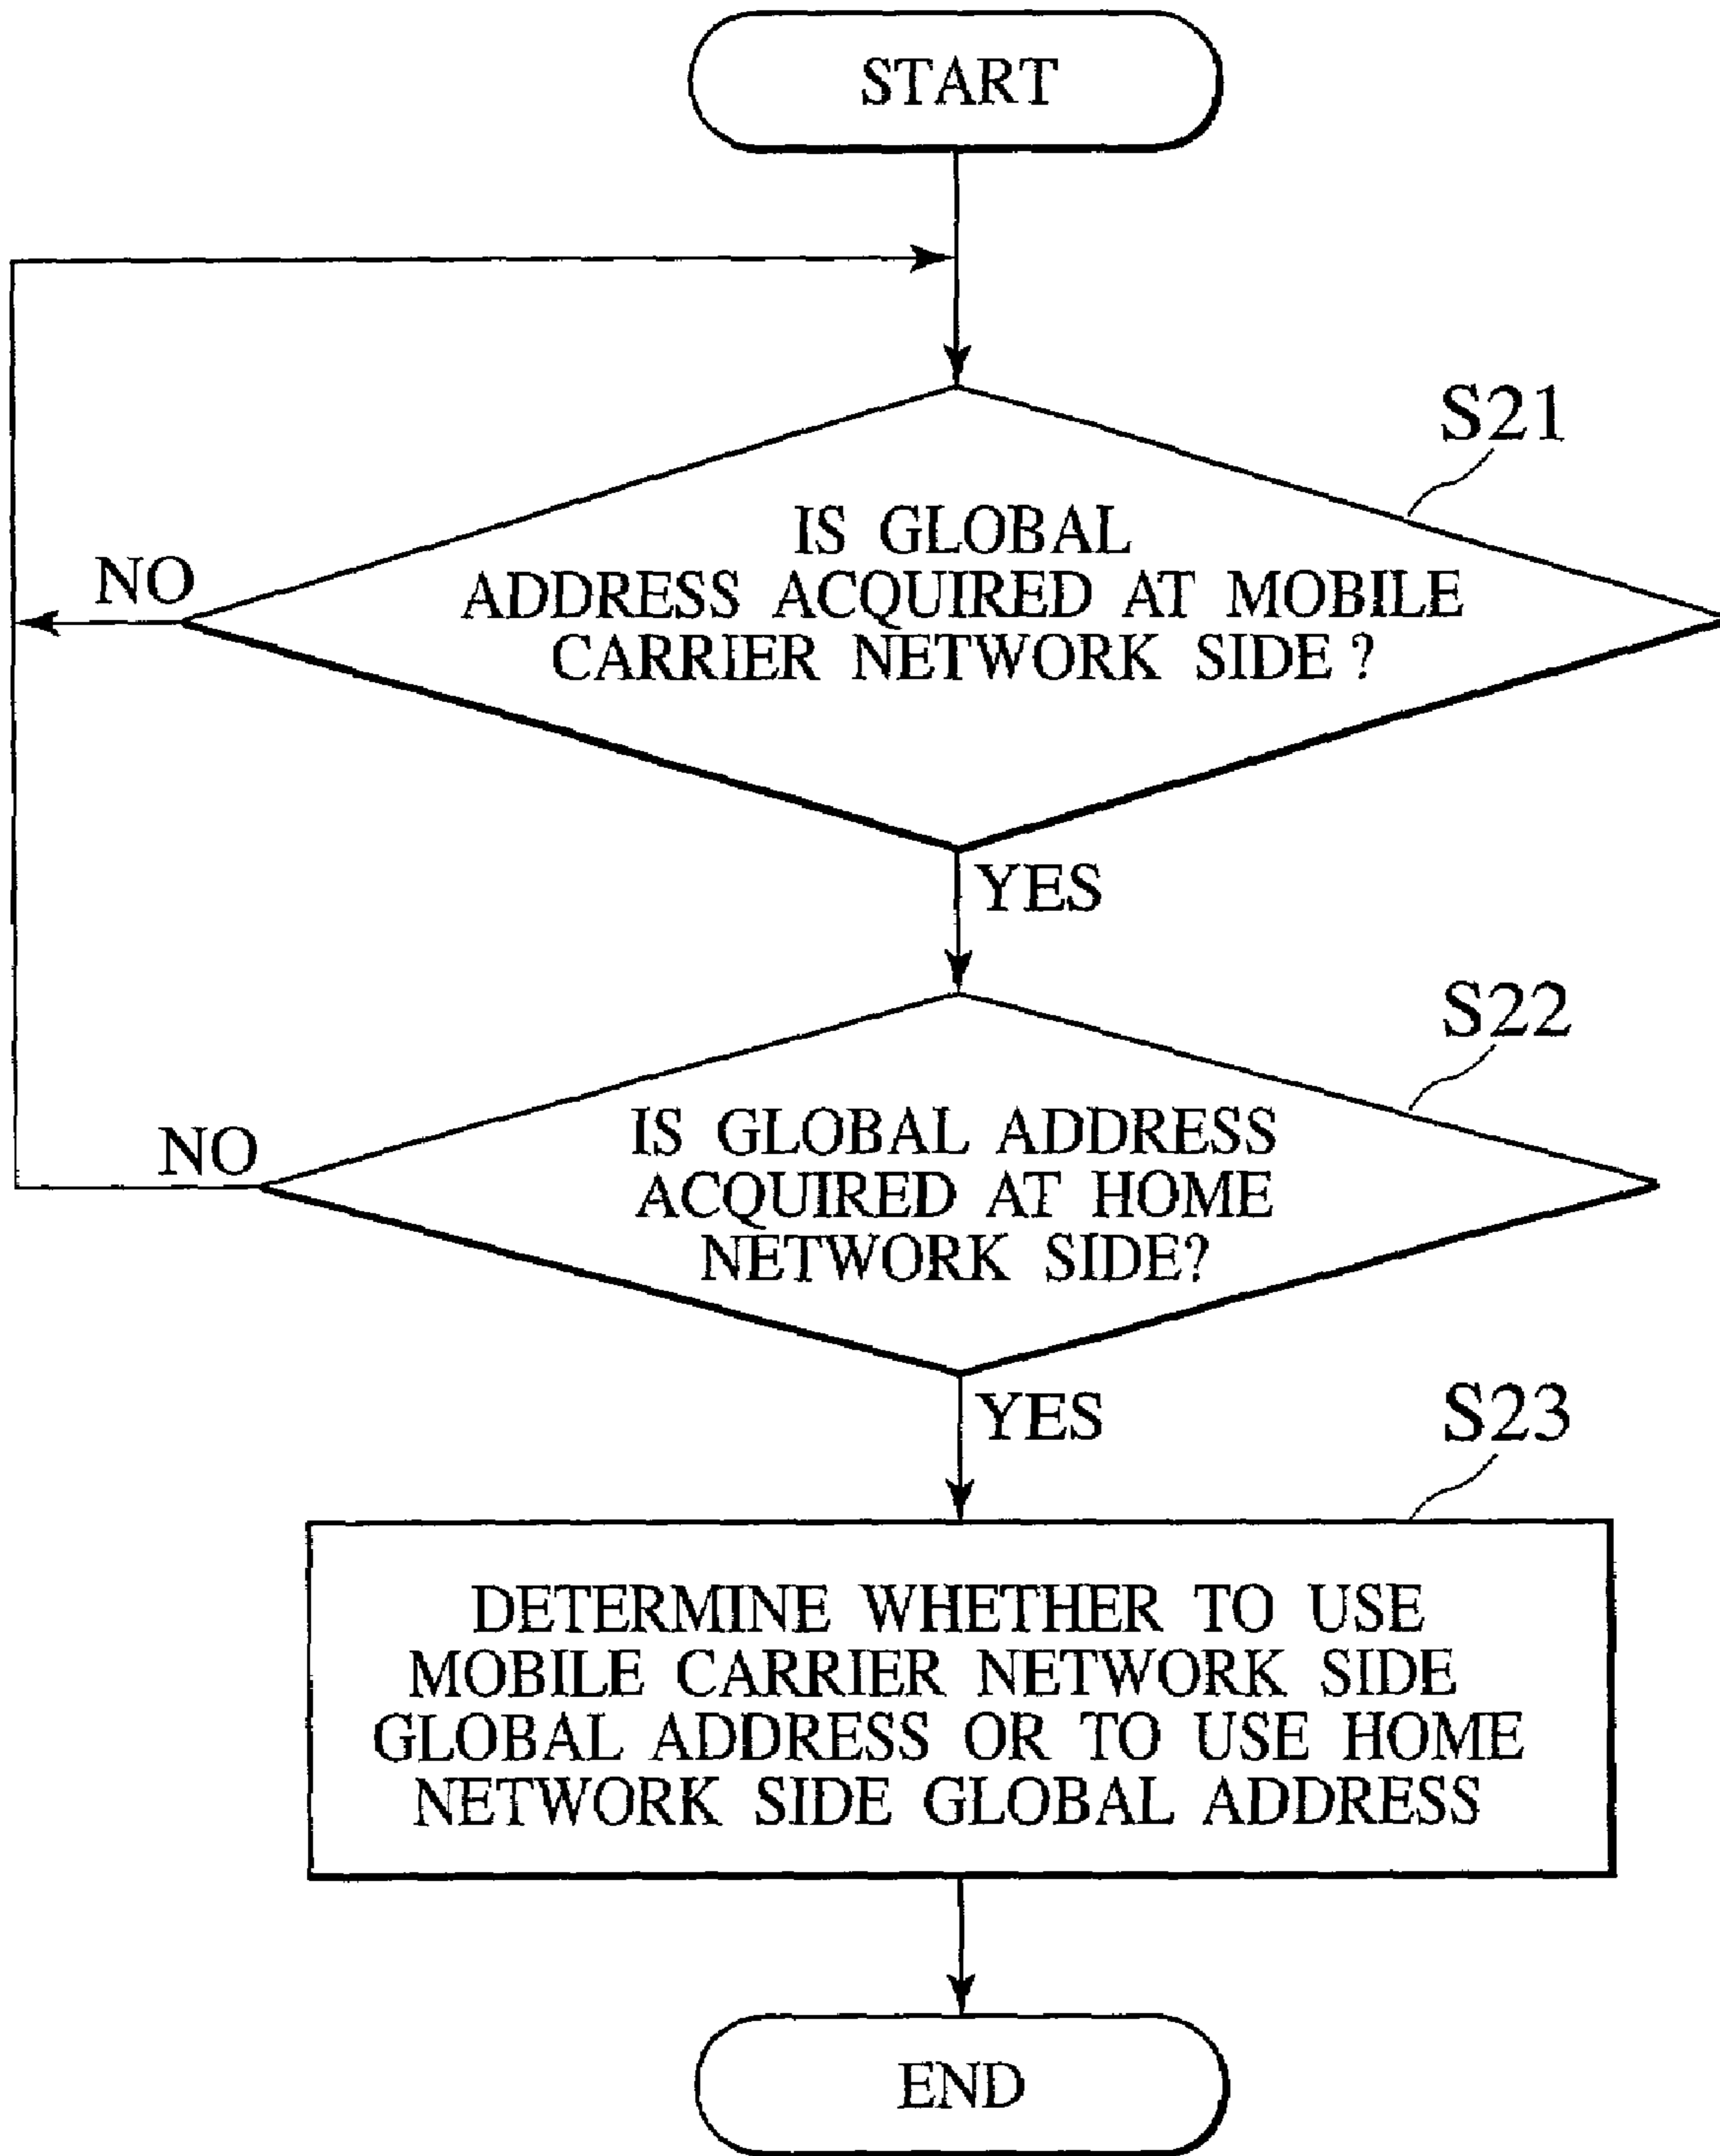 START
S21
IS GLOBAL
ADDRESS ACQUIRED AT MOBILE
CARRIER NETWORK SIDE ?
NO
YES
S22
IS GLOBAL ADDRESS
ACQUIRED AT HOME
NETWORK SIDE?
NO
YES
S23
DETERMINE WHETHER TO USE
MOBILE CARRIER NETWORK SIDE
GLOBAL ADDRESS OR TO USE HOME
NETWORK SIDE GLOBAL ADDRESS
END